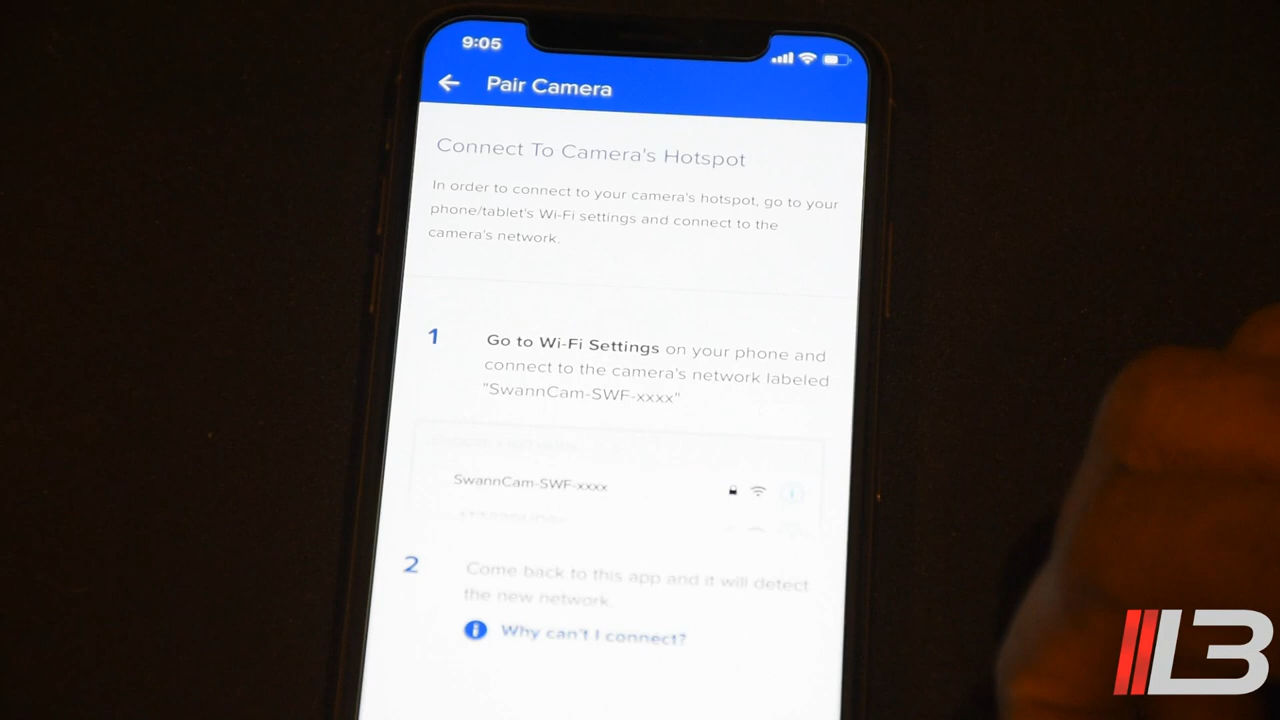 9:05
Pair Camera
Connect To Camera's Hotspot
In order to connect to your camera's hotspot, go to your
phone/tablet's Wi-Fi settings and connect to the
camera's network.
1
Go to Wi-Fi Settings on your phone and
connect to the camera's network labeled
"SwannCam-SWF-xxxx"
SwannCam-SWF-xxxx
2
Come back to this app and it will detect
the new network.
Why can't I connect?
L3